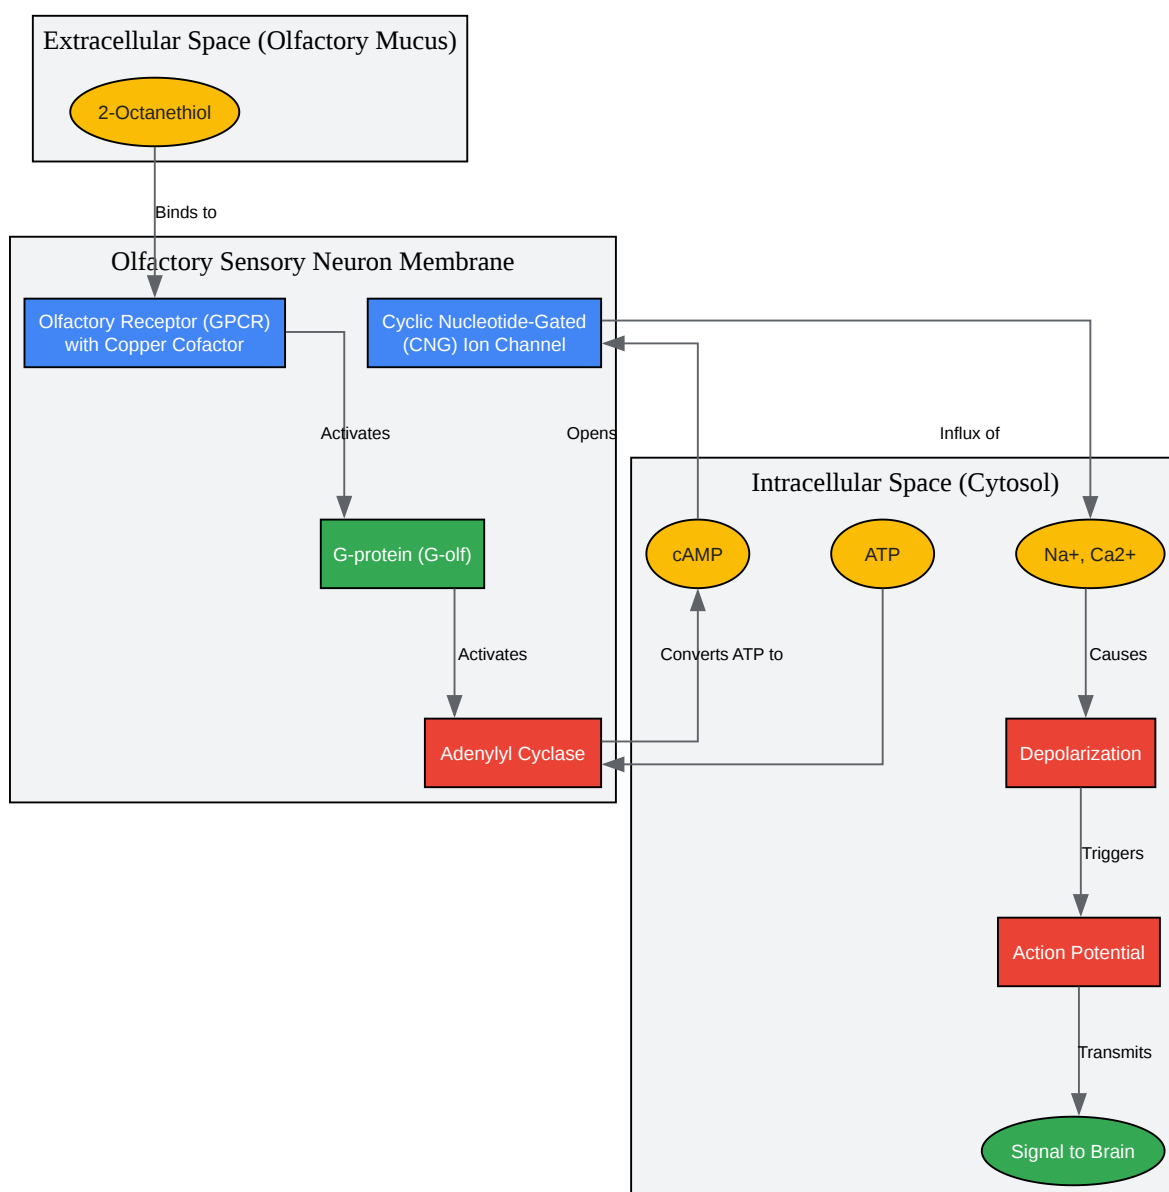 Extracellular Space (Olfactory Mucus)
2-Octanethiol
Binds to
Olfactory Sensory Neuron Membrane
Olfactory Receptor (GPCR)
with Copper Cofactor
Cyclic Nucleotide-Gated
(CNG) Ion Channel
Activates
Opens
Influx of
Intracellular Space (Cytosol)
G-protein (G-olf)
cAMP
ATP
Na+, Ca2+
Activates
Converts ATP to
Causes
Adenylyl Cyclase
Depolarization
Triggers
Action Potential
Transmits
Signal to Brain